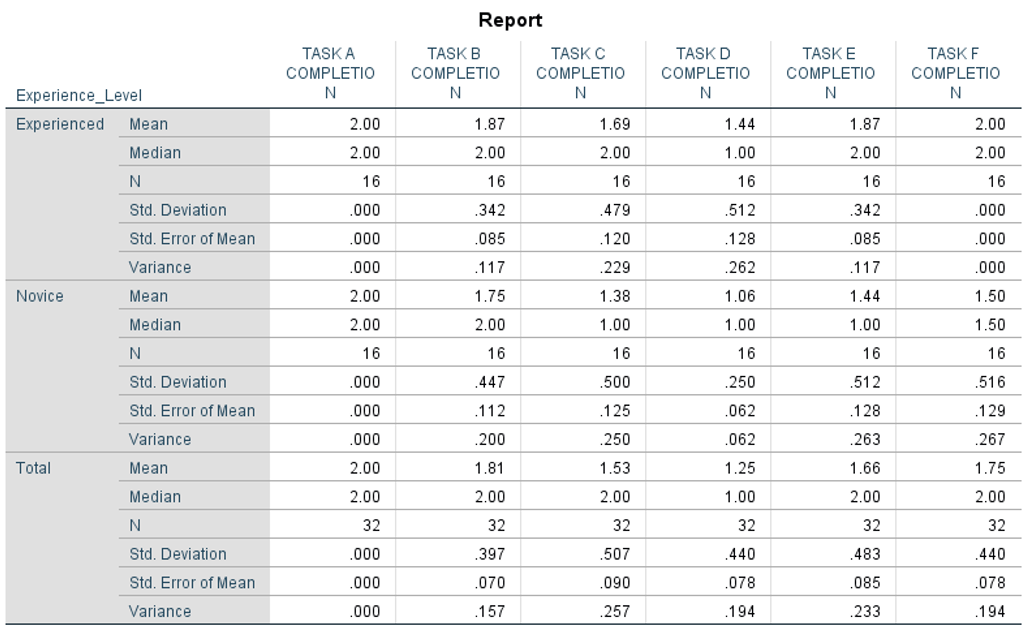 Report
Experience_Level TASK A COMPLETIO N TASK B COMPLETIO N TASK C COMPLETIO N TASK D COMPLETIO N TASK E COMPLETIO N TASK F COMPLETIO N
Experienced Mean 2.00 1.87 1.69 1.44 1.87 2.00
Median 2.00 2.00 2.00 1.00 2.00 2.00
N 16 16 16 16 16 16
Std. Deviation .000 .342 .479 .512 .342 .000
Std. Error of Mean .000 .085 .120 .128 .085 .000
Variance .000 .117 .229 .262 .117 .000
Novice Mean 2.00 1.75 1.38 1.06 1.44 1.50
Median 2.00 2.00 1.00 1.00 1.00 1.50
N 16 16 16 16 16 16
Std. Deviation .000 .447 .500 .250 .512 .516
Std. Error of Mean .000 .112 .125 .062 .128 .129
Variance .000 .200 .250 .062 .263 .267
Total Mean 2.00 1.81 1.53 1.25 1.66 1.75
Median 2.00 2.00 2.00 1.00 2.00 2.00
N 32 32 32 32 32 32
Std. Deviation .000 .397 .507 .440 .483 .440
Std. Error of Mean .000 .070 .090 .078 .085 .078
Variance .000 .157 .257 .194 .233 .194